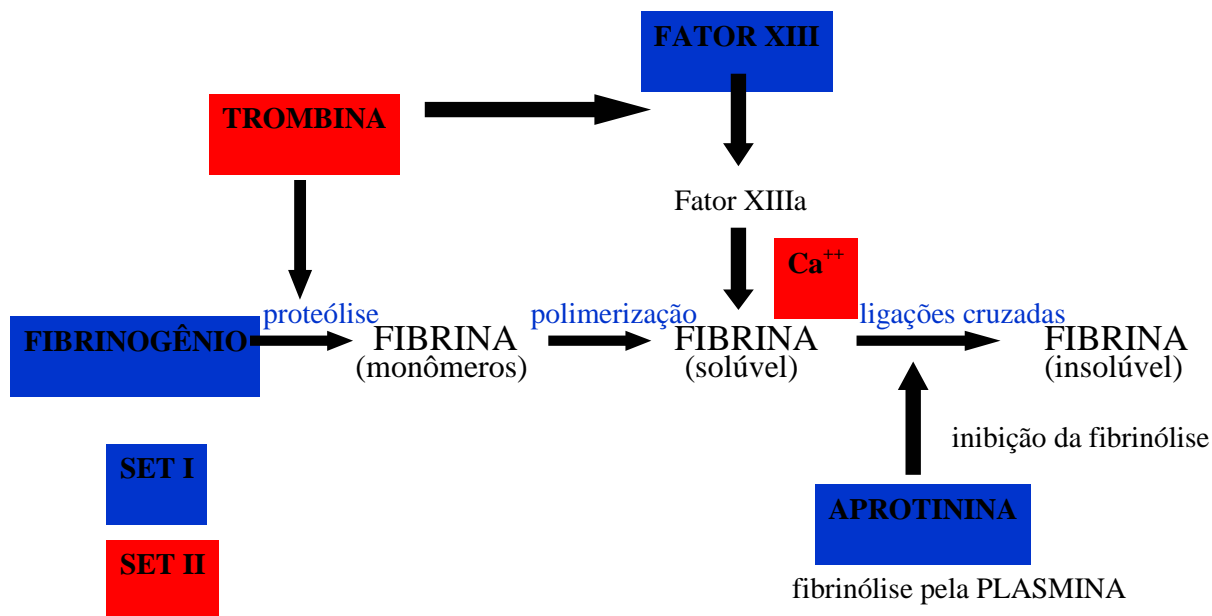 FATOR XIII
TROMBINA
Fator XIIIa
Ca⁺⁺
proteólise
polimerização
ligações cruzadas
FIBRINOGÊNIO
FIBRINA
(monômeros)
FIBRINA
(solúvel)
FIBRINA
(insolúvel)
inibição da fibrinólise
SET I
APROTININA
SET II
fibrinólise pela PLASMINA